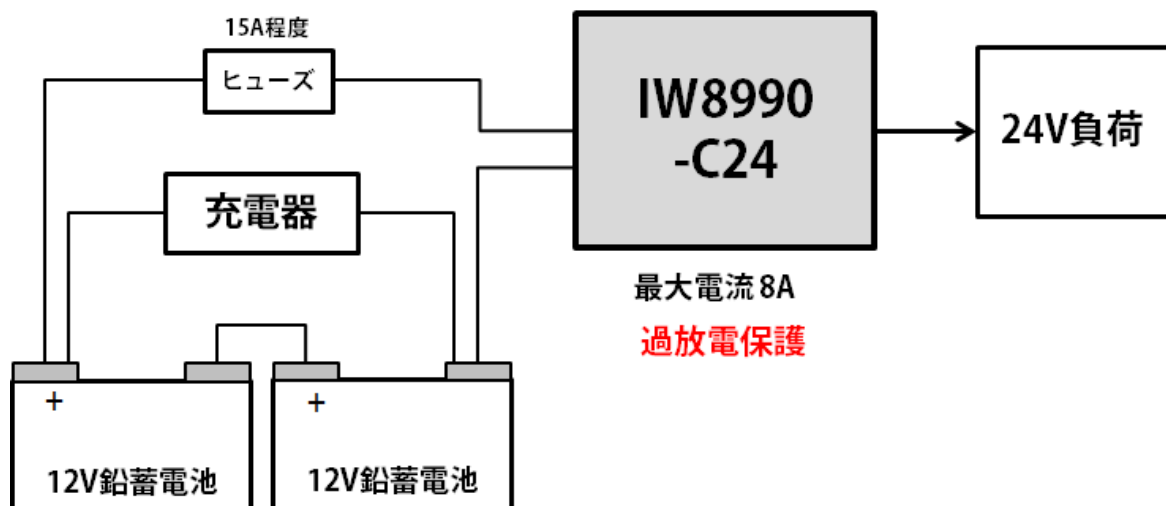 15A程度
ヒューズ
IW8990
-C24
24V負荷
充電器
最大電流 8A
過放電保護
+
+
12V鉛蓄電池
12V鉛蓄電池